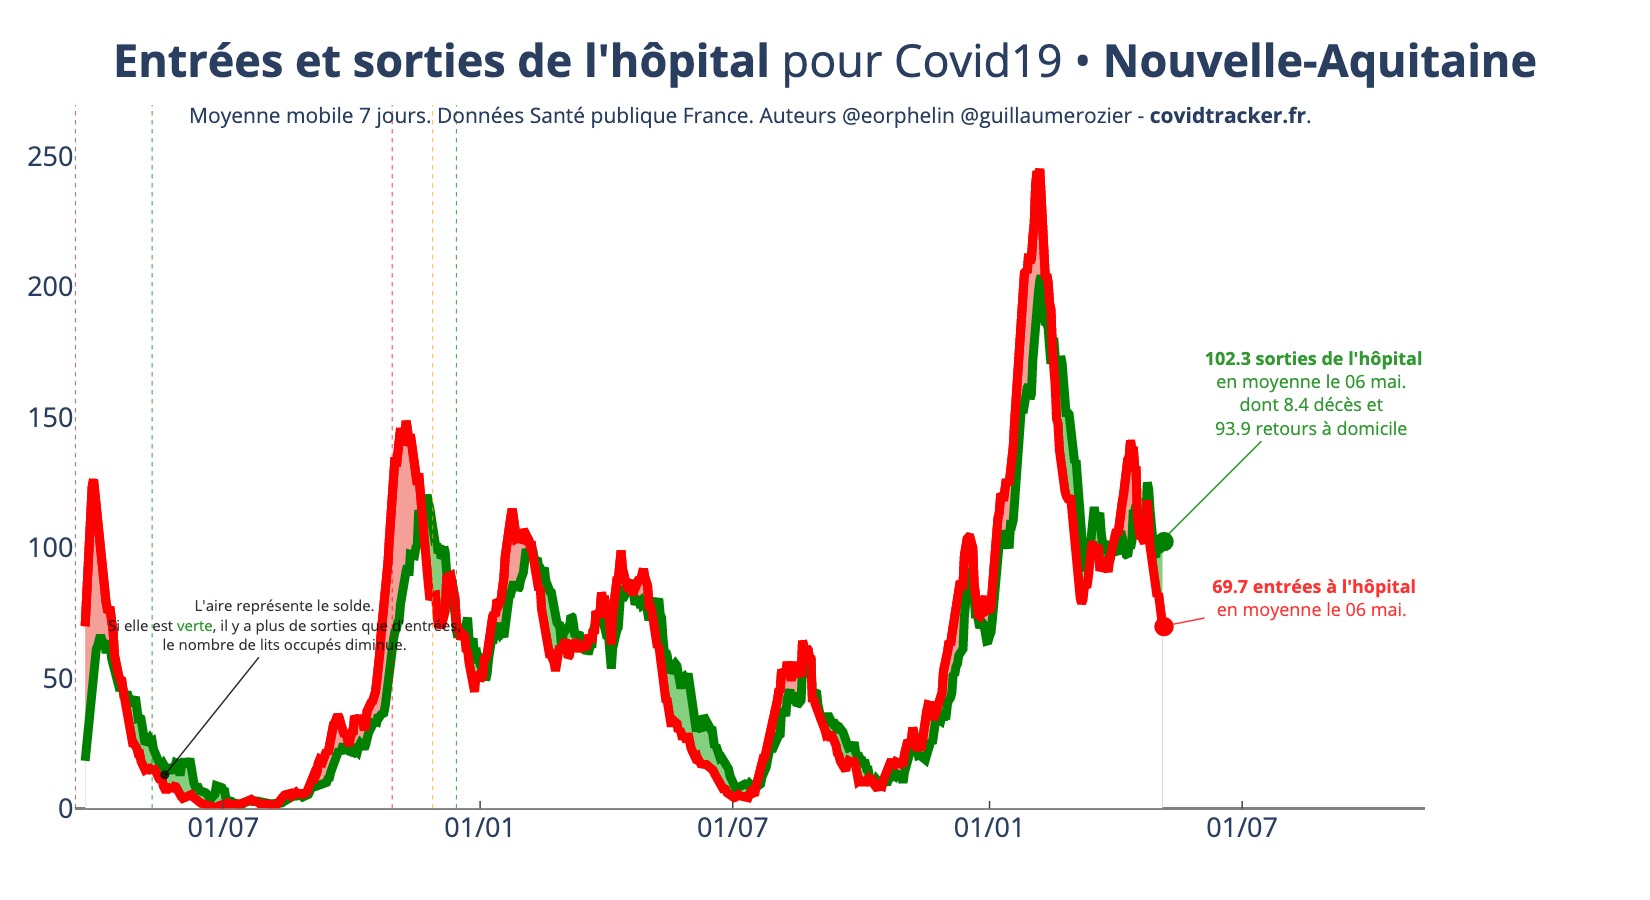 Entrées et sorties de l'hôpital pour Covid19 • Nouvelle-Aquitaine
Moyenne mobile 7 jours. Données Santé publique France. Auteurs @eorphelin @guillaumerozier - covidtracker.fr.
250
200
150
100
50
0
102.3 sorties de l'hôpital
en moyenne le 06 mai.
dont 8.4 décès et
93.9 retours à domicile
69.7 entrées à l'hôpital
en moyenne le 06 mai.
L'aire représente le solde.
Si elle est verte, il y a plus de sorties que d'entrées,
le nombre de lits occupés diminue.
01/07
01/01
01/07
01/01
01/07